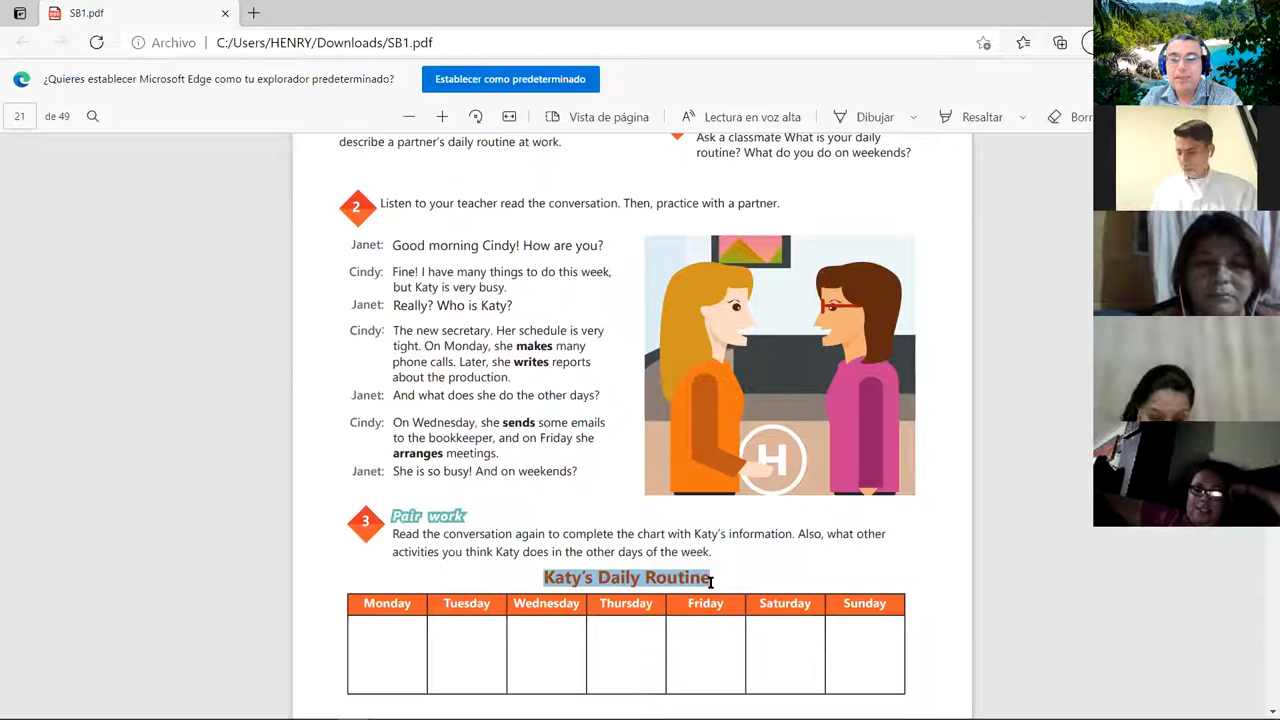 SB1.pdf
Archivo
C:/Users/HENRY/Downloads/SB1.pdf
¿Quieres establecer Microsoft Edge como tu explorador predeterminado?
Establecer como predeterminado
21 de 49
Vista de página
Lectura en voz alta
Dibujar
Resaltar
Borr
describe a partner's daily routine at work.
Ask a classmate What is your daily
routine? What do you do on weekends?
2 Listen to your teacher read the conversation. Then, practice with a partner.
Janet: Good morning Cindy! How are you?
Cindy: Fine! I have many things to do this week,
but Katy is very busy.
Janet: Really? Who is Katy?
Cindy: The new secretary. Her schedule is very
tight. On Monday, she makes many
phone calls. Later, she writes reports
about the production.
Janet: And what does she do the other days?
Cindy: On Wednesday, she sends some emails
to the bookkeeper, and on Friday she
arranges meetings.
Janet: She is so busy! And on weekends?
H
3 Pair work
Read the conversation again to complete the chart with Katy's information. Also, what other
activities you think Katy does in the other days of the week.
Katy's Daily Routine
Monday Tuesday Wednesday Thursday Friday Saturday Sunday